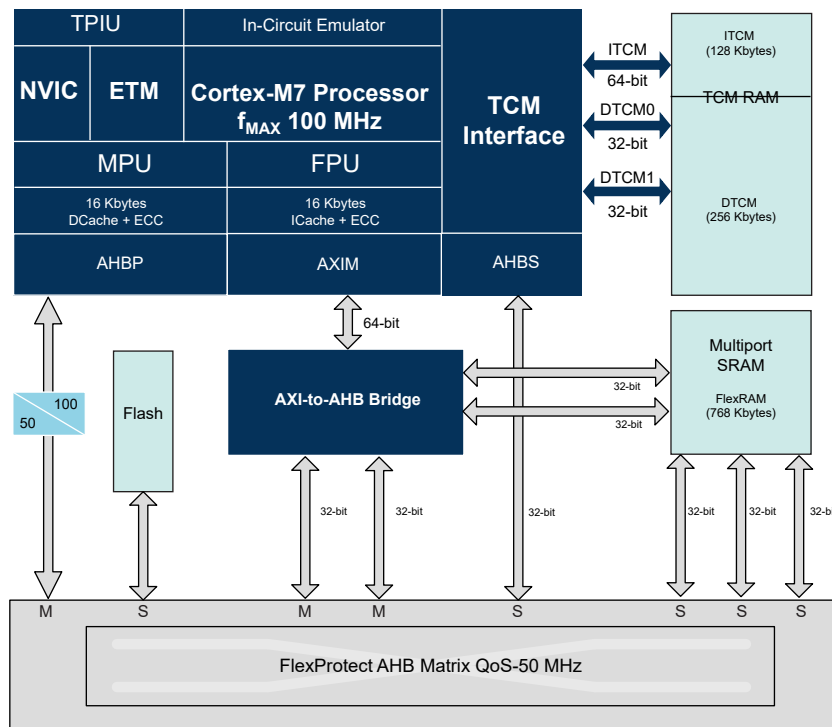 TPIU
In-Circuit Emulator
NVIC
ETM
Cortex-M7 Processor
fMAX 100 MHz
TCM
Interface
MPU
FPU
16 Kbytes
DCache + ECC
16 Kbytes
ICache + ECC
AHBP
AXIM
AHBS
ITCM
64-bit
DTCM0
32-bit
DTCM1
32-bit
ITCM
(128 Kbytes)
TCM RAM
DTCM
(256 Kbytes)
64-bit
100
50
Flash
AXI-to-AHB Bridge
32-bit
32-bit
Multiport
SRAM
FlexRAM
(768 Kbytes)
32-bit
32-bit
32-bit
32-bit
32-bit
32-bit
M
S
M
M
S
S
S
S
FlexProtect AHB Matrix QoS-50 MHz